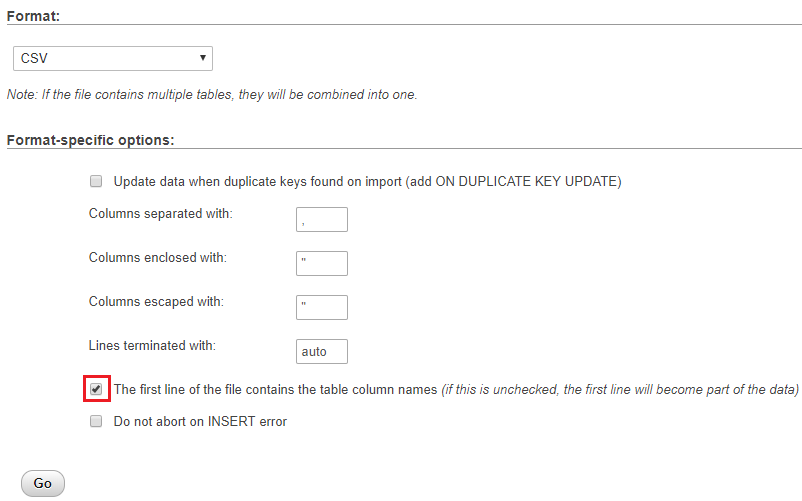 Format:
CSV
Note: If the file contains multiple tables, they will be combined into one.
Format-specific options:
Update data when duplicate keys found on import (add ON DUPLICATE KEY UPDATE)
Columns separated with: ,
Columns enclosed with: "
Columns escaped with: "
Lines terminated with: auto
The first line of the file contains the table column names (if this is unchecked, the first line will become part of the data)
Do not abort on INSERT error
Go